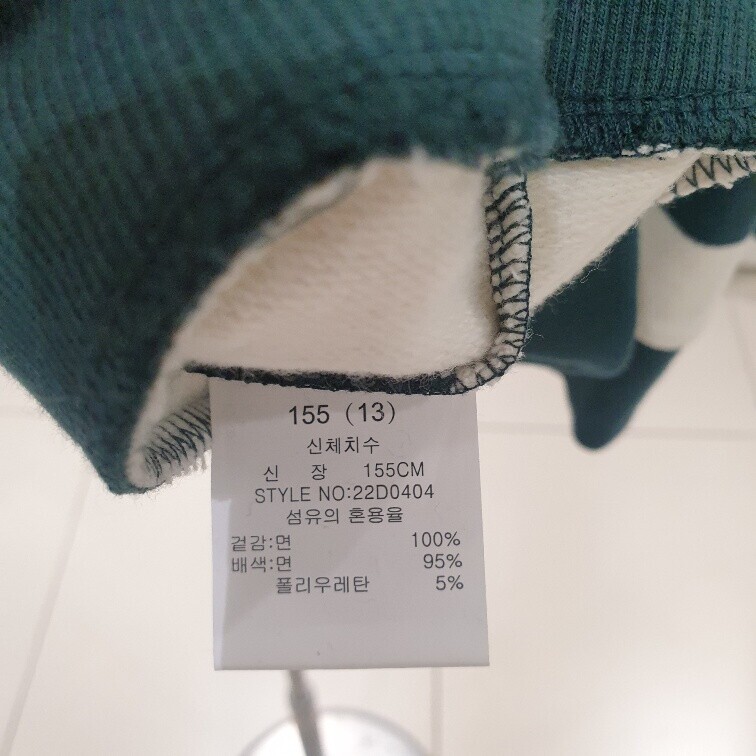 155 (13)
신체치수
신 장 155CM
STYLE NO:22D0404
섬유의 혼용율
겉감:면 100%
배색:면 95%
폴리우레탄 5%